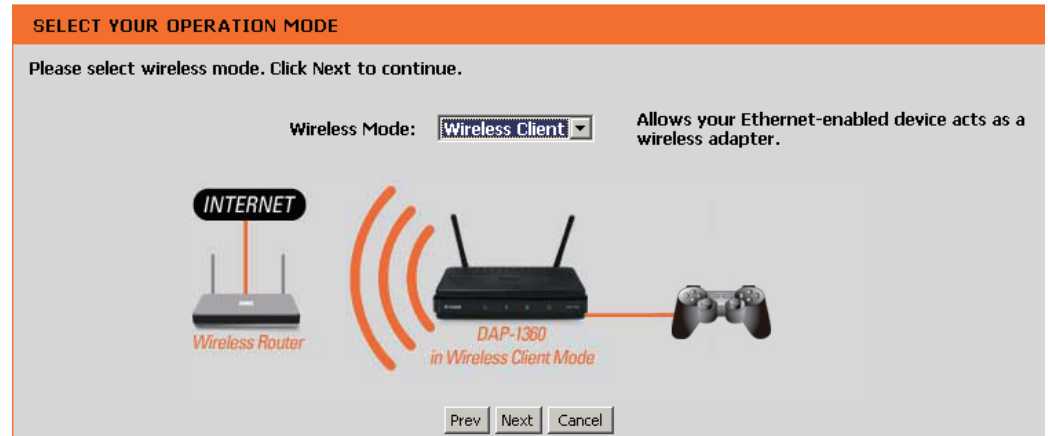 SELECT YOUR OPERATION MODE
Please select wireless mode. Click Next to continue.
Wireless Mode: Wireless Client
Allows your Ethernet-enabled device acts as a
wireless adapter.
INTERNET
Wireless Router
DAP-1360
in Wireless Client Mode
Prev Next Cancel